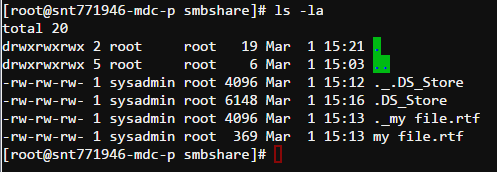 [root@snt771946-mdc-p smbshare]# ls -la
total 20
drwxrwxrwx 2 root     root   19 Mar  1 15:21 .
drwxrwxrwx 5 root     root    6 Mar  1 15:03 ..
-rw-rw-rw- 1 sysadmin root 4096 Mar  1 15:12 ._.DS_Store
-rw-rw-rw- 1 sysadmin root 6148 Mar  1 15:16 .DS_Store
-rw-rw-rw- 1 sysadmin root 4096 Mar  1 15:13 ._my file.rtf
-rw-rw-rw- 1 sysadmin root  369 Mar  1 15:13 my file.rtf
[root@snt771946-mdc-p smbshare]#